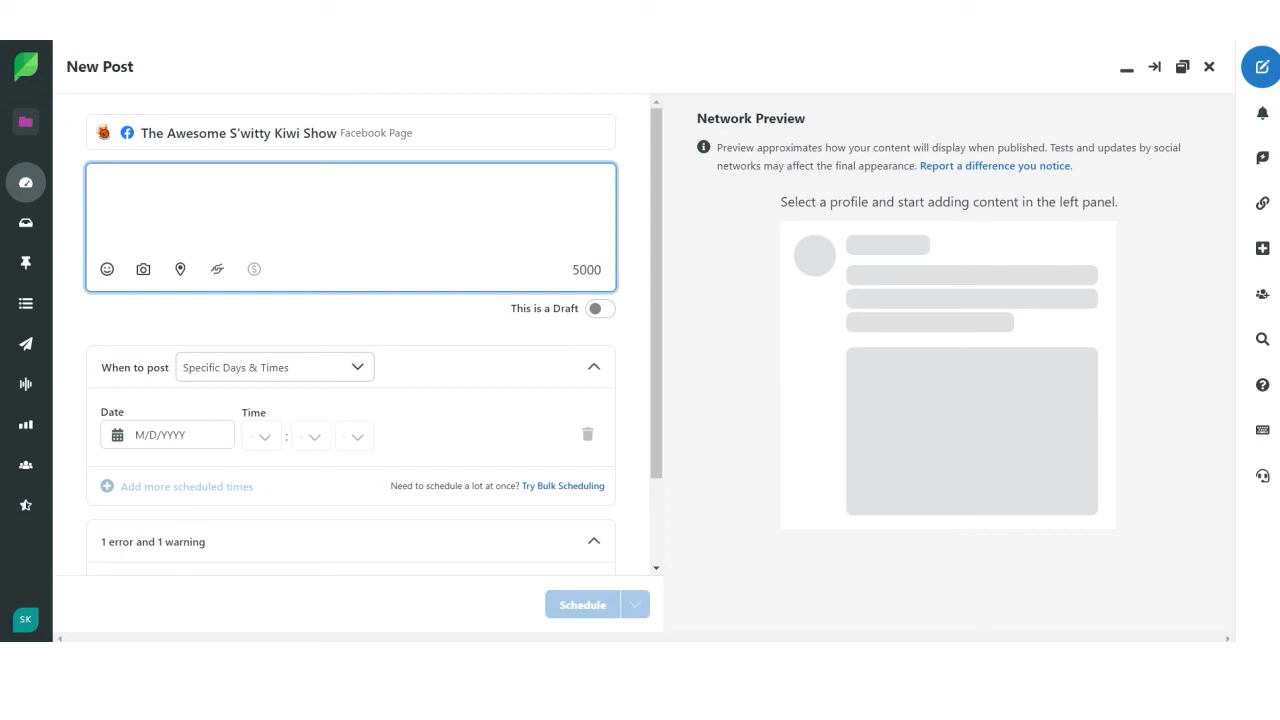 New Post
The Awesome S'witty Kiwi Show Facebook Page
5000
This is a Draft
When to post Specific Days & Times
Date
Time
M/D/YYYY
- - : - -
Add more scheduled times
Need to schedule a lot at once? Try Bulk Scheduling
1 error and 1 warning
Schedule
SK
Network Preview
Preview approximates how your content will display when published. Tests and updates by social
networks may affect the final appearance. Report a difference you notice.
Select a profile and start adding content in the left panel.